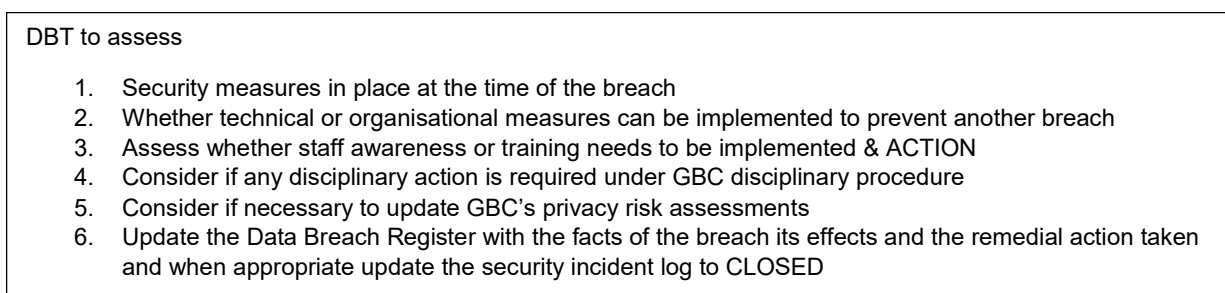 DBT to assess
1. Security measures in place at the time of the breach
2. Whether technical or organisational measures can be implemented to prevent another breach
3. Assess whether staff awareness or training needs to be implemented & ACTION
4. Consider if any disciplinary action is required under GBC disciplinary procedure
5. Consider if necessary to update GBC’s privacy risk assessments
6. Update the Data Breach Register with the facts of the breach its effects and the remedial action taken
and when appropriate update the security incident log to CLOSED